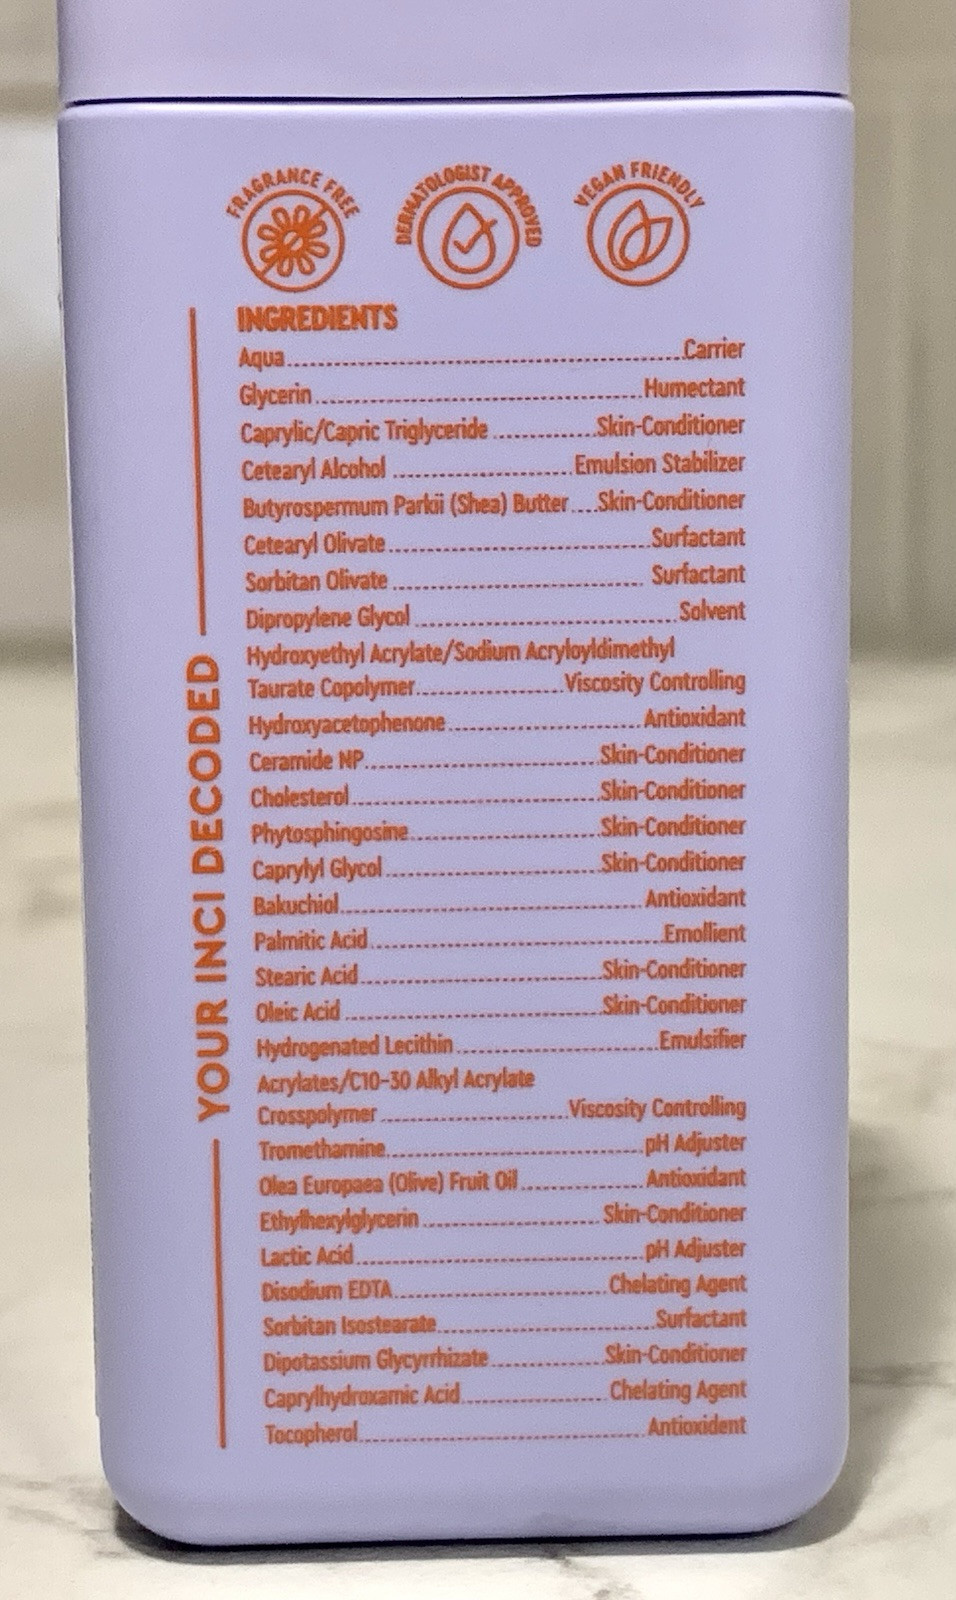 FRAGRANCE FREE
DERMATOLOGIST APPROVED
VEGAN FRIENDLY
YOUR INCI DECODED
INGREDIENTS
Aqua Carrier
Glycerin Humectant
Caprylic/Capric Triglyceride Skin-Conditioner
Cetearyl Alcohol Emulsion Stabilizer
Butyrospermum Parkii (Shea) Butter Skin-Conditioner
Cetearyl Olivate Surfactant
Sorbitan Olivate Surfactant
Dipropylene Glycol Solvent
Hydroxyethyl Acrylate/Sodium Acryloyldimethyl
Taurate Copolymer Viscosity Controlling
Hydroxyacetophenone Antioxidant
Ceramide NP Skin-Conditioner
Cholesterol Skin-Conditioner
Phytosphingosine Skin-Conditioner
Caprylyl Glycol Skin-Conditioner
Bakuchiol Antioxidant
Palmitic Acid Emollient
Stearic Acid Skin-Conditioner
Oleic Acid Skin-Conditioner
Hydrogenated Lecithin Emulsifier
Acrylates/C10-30 Alkyl Acrylate
Crosspolymer Viscosity Controlling
Tromethamine pH Adjuster
Olea Europaea (Olive) Fruit Oil Antioxidant
Ethylhexylglycerin Skin-Conditioner
Lactic Acid pH Adjuster
Disodium EDTA Chelating Agent
Sorbitan Isostearate Surfactant
Dipotassium Glycyrrhizate Skin-Conditioner
Caprylhydroxamic Acid Chelating Agent
Tocopherol Antioxident